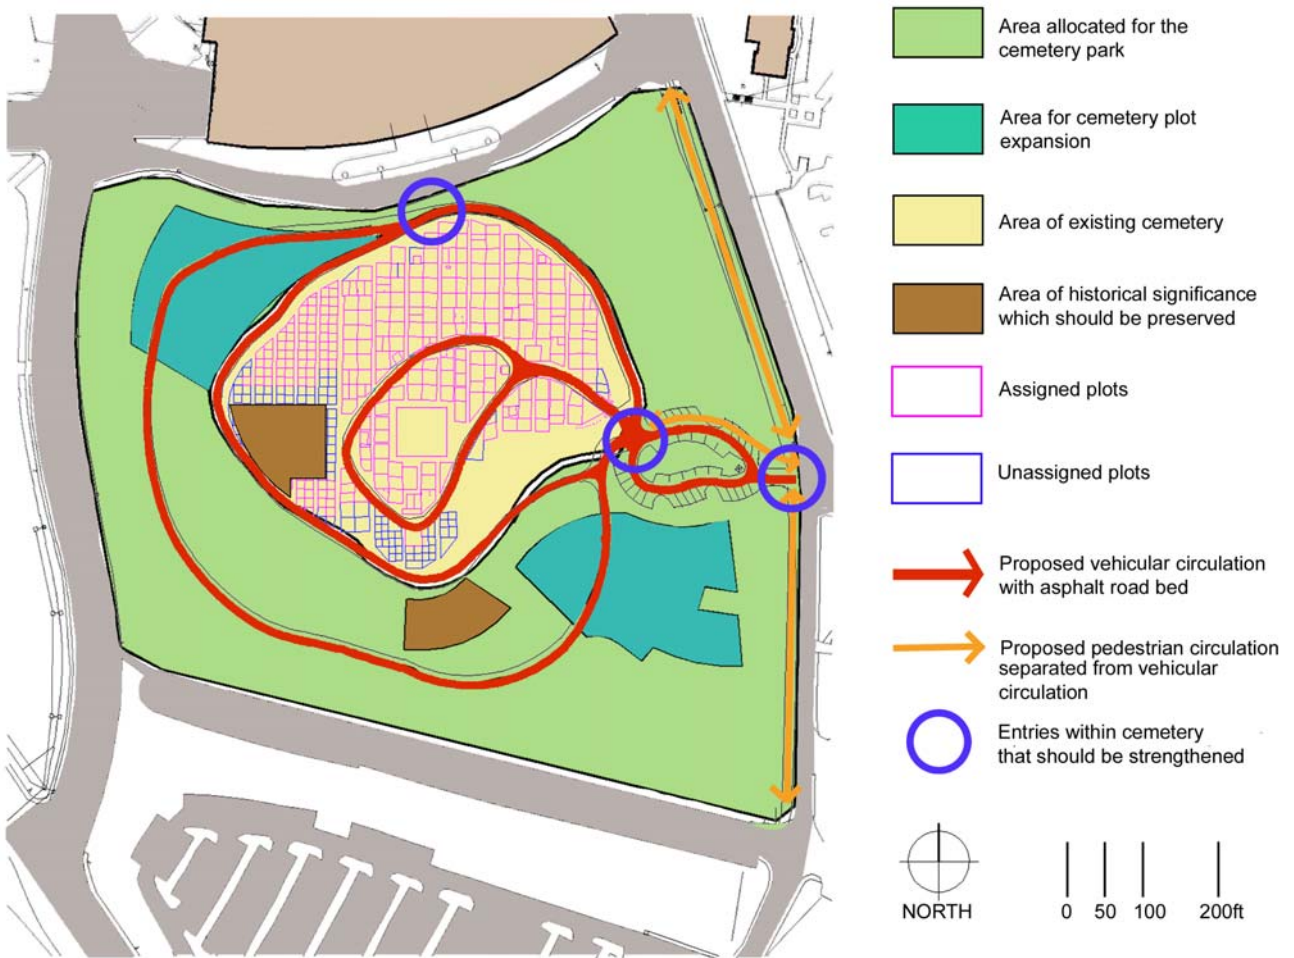 Area allocated for the
cemetery park
Area for cemetery plot
expansion
Area of existing cemetery
Area of historical significance
which should be preserved
Assigned plots
Unassigned plots
Proposed vehicular circulation
with asphalt road bed
Proposed pedestrian circulation
separated from vehicular
circulation
Entries within cemetery
that should be strengthened
NORTH
0 50 100 200ft